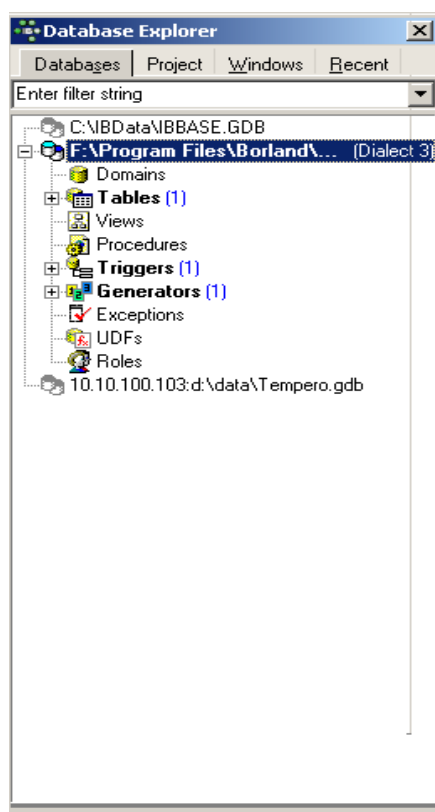 Database Explorer
Databases Project Windows Recent
Enter filter string
C:\IBData\IBBASE.GDB
F:\Program Files\Borland\... (Dialect 3)
Domains
Tables (1)
Views
Procedures
Triggers (1)
Generators (1)
Exceptions
UDFs
Roles
10.10.100.103:d:\data\Tempero.gdb